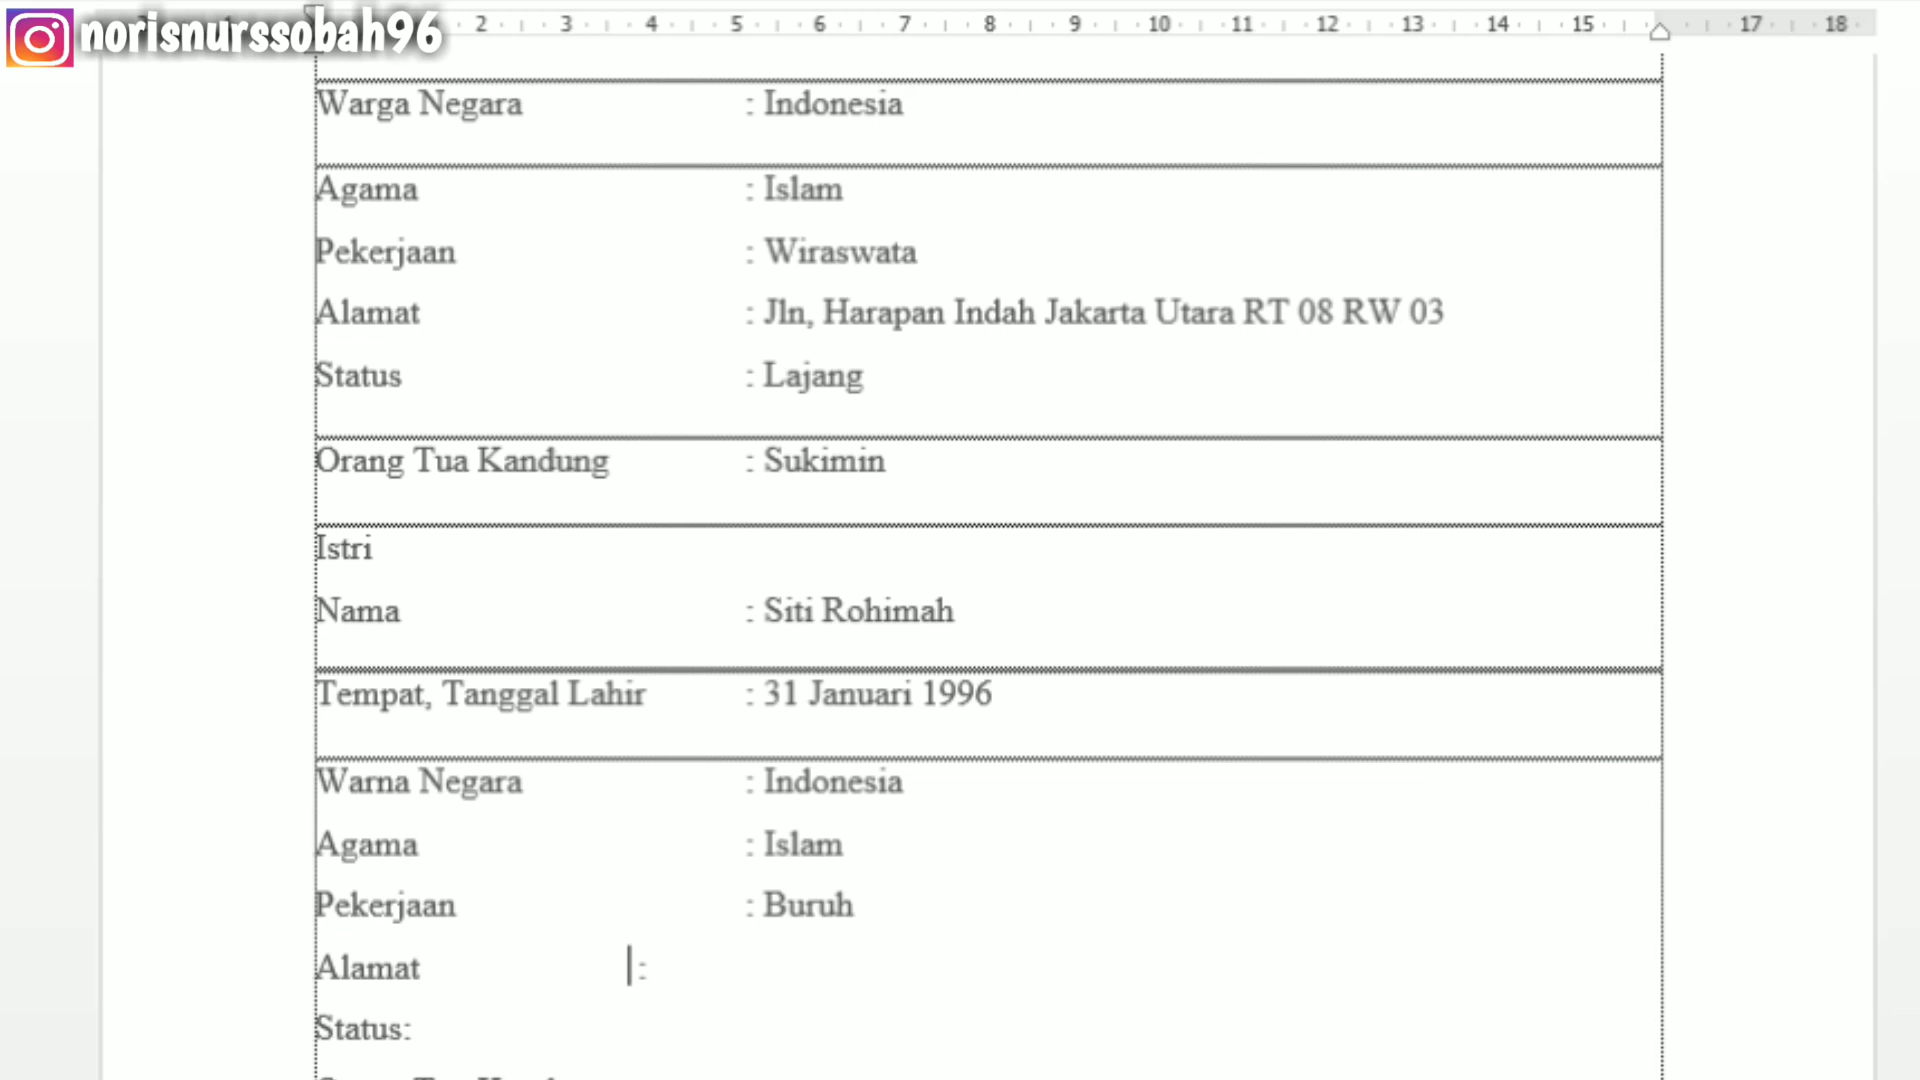 norisnurssobah96
2 3 4 5 6 7 8 9 10 11 12 13 14 15 17 18
Warga Negara : Indonesia
Agama : Islam
Pekerjaan : Wiraswata
Alamat : Jln, Harapan Indah Jakarta Utara RT 08 RW 03
Status : Lajang
Orang Tua Kandung : Sukimin
Istri
Nama : Siti Rohimah
Tempat, Tanggal Lahir : 31 Januari 1996
Warna Negara : Indonesia
Agama : Islam
Pekerjaan : Buruh
Alamat :
Status: